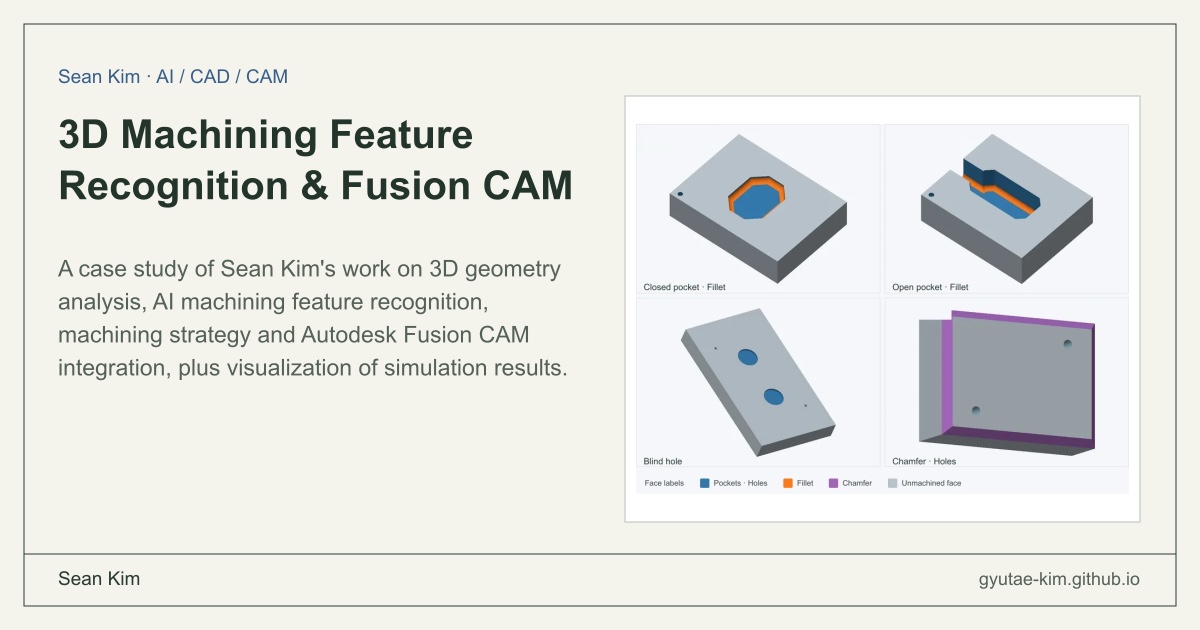 Sean Kim · AI / CAD / CAM
3D Machining Feature
Recognition & Fusion CAM
A case study of Sean Kim's work on 3D geometry
analysis, AI machining feature recognition,
machining strategy and Autodesk Fusion CAM
integration, plus visualization of simulation results.
Closed pocket · Fillet
Open pocket · Fillet
Blind hole
Chamfer · Holes
Face labels
Pockets · Holes
Fillet
Chamfer
Unmachined face
Sean Kim
gyutae-kim.github.io